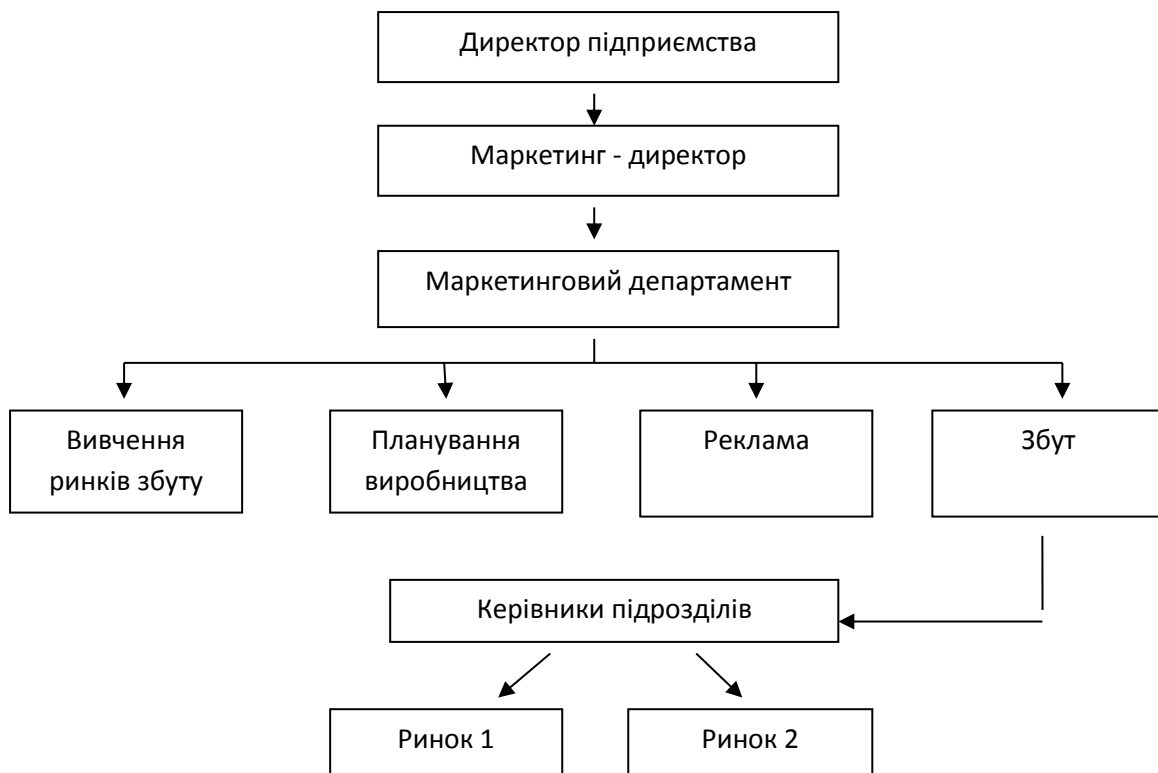 Директор підприємства
Маркетинг - директор
Маркетинговий департамент
Вивчення
ринків збуту
Планування
виробництва
Реклама
Збут
Керівники підрозділів
Ринок 1
Ринок 2